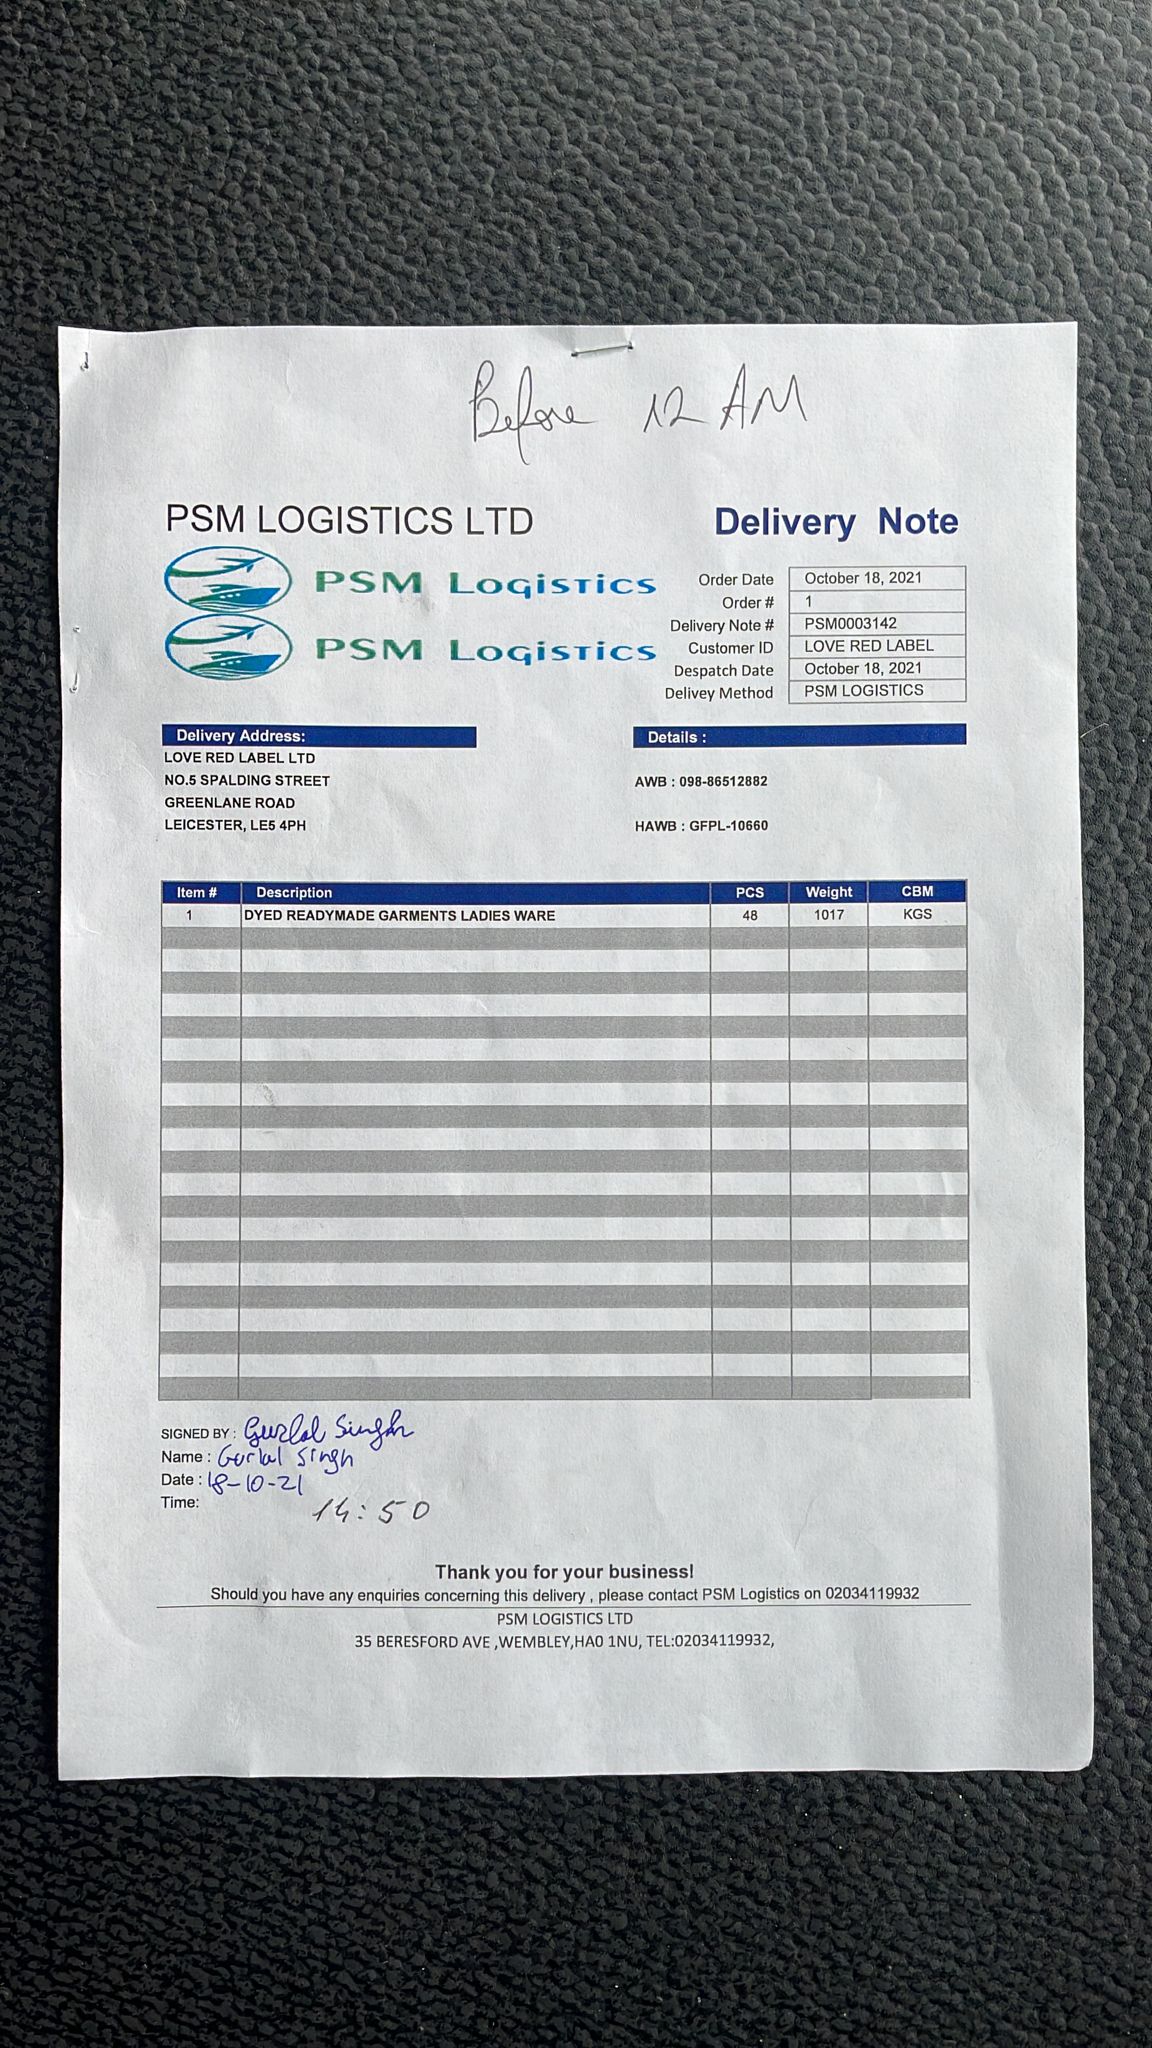 Before 12 AM
PSM LOGISTICS LTD
Delivery Note
PSM Logistics
PSM Logistics
Order Date October 18, 2021
Order # 1
Delivery Note # PSM0003142
Customer ID LOVE RED LABEL
Despatch Date October 18, 2021
Delivey Method PSM LOGISTICS
Delivery Address:
LOVE RED LABEL LTD
NO.5 SPALDING STREET
GREENLANE ROAD
LEICESTER, LE5 4PH
Details :
AWB : 098-86512882
HAWB : GFPL-10660
Item # Description PCS Weight CBM
1 DYED READYMADE GARMENTS LADIES WARE 48 1017 KGS
SIGNED BY : Gurlal Singh
Name : Gurlal Singh
Date : 18-10-21
Time: 14:50
Thank you for your business!
Should you have any enquiries concerning this delivery , please contact PSM Logistics on 02034119932
PSM LOGISTICS LTD
35 BERESFORD AVE ,WEMBLEY,HA0 1NU, TEL:02034119932,